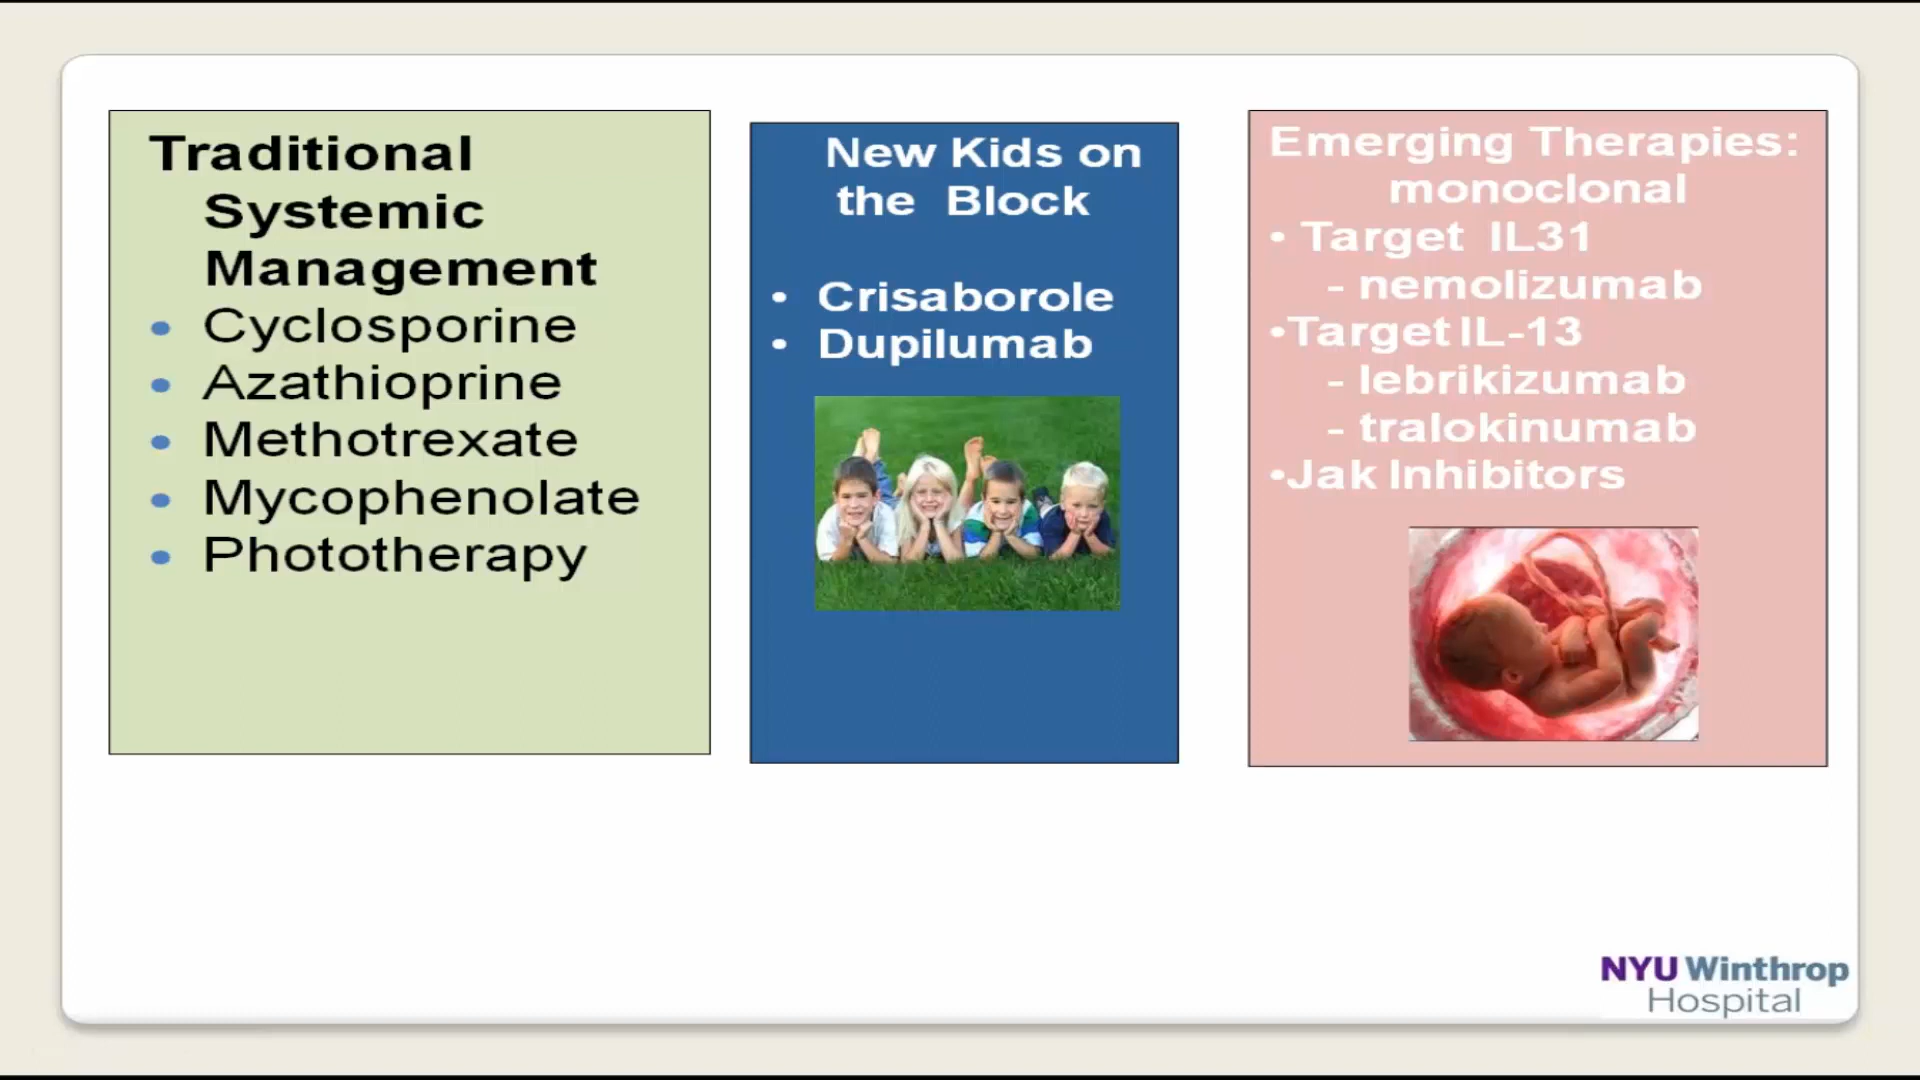 Traditional
Systemic
Management
• Cyclosporine
• Azathioprine
• Methotrexate
• Mycophenolate
• Phototherapy
New Kids on
the Block
• Crisaborole
• Dupilumab
Emerging Therapies:
monoclonal
• Target IL31
- nemolizumab
•Target IL-13
- lebrikizumab
- tralokinumab
•Jak Inhibitors
NYU Winthrop
Hospital